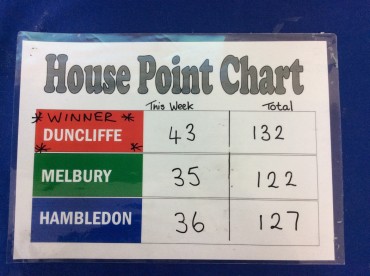 House Point Chart
This Week Total
* WINNER *
DUNCLIFFE 43 132
* *
MELBURY 35 122
HAMBLEDON 36 127